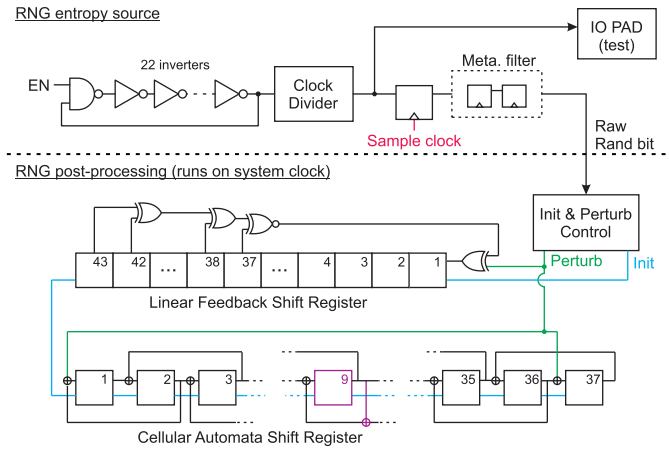 RNG entropy source
IO PAD
(test)
22 inverters
Meta. filter
EN
Clock
Divider
Sample clock
Raw
Rand bit
RNG post-processing (runs on system clock)
Init & Perturb
Control
43 42 ... 38 37 ... 4 3 2 1
Perturb
Init
Linear Feedback Shift Register
1 2 3 9 35 36 37
Cellular Automata Shift Register